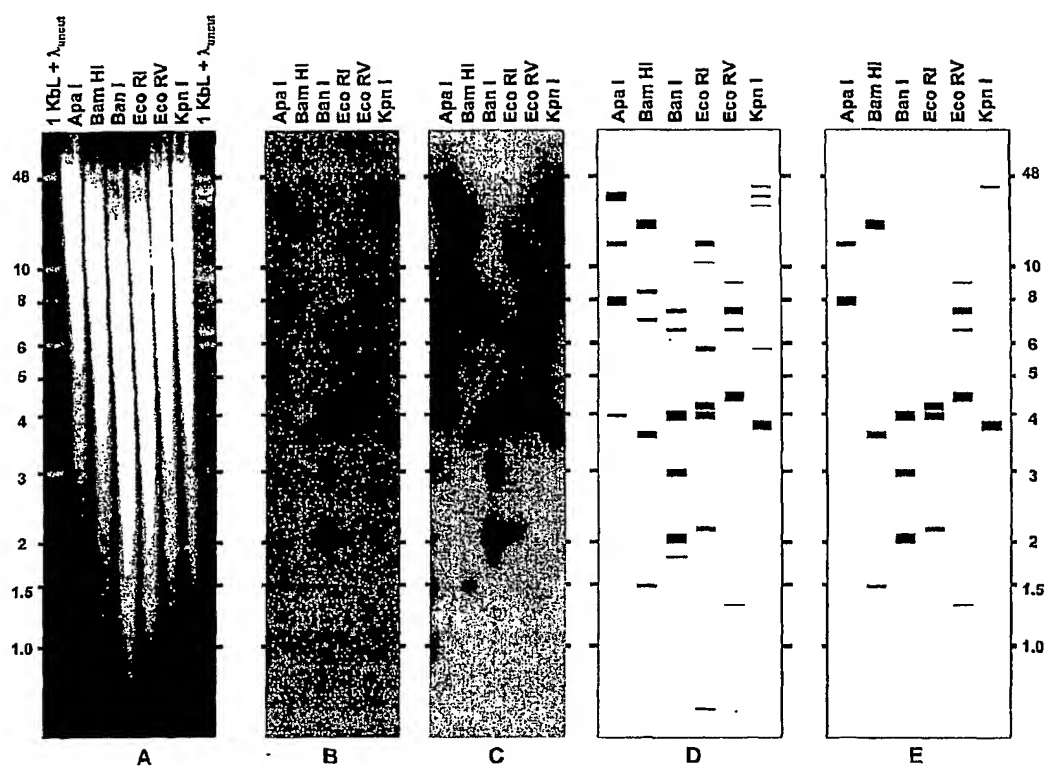 1 KbL + λuncut
Apa I
Bam HI
Ban I
Eco RI
Eco RV
Kpn I
1 KbL + λuncut
48
10
8
6
5
4
3
2
1.5
1.0
A
Apa I
Bam HI
Ban I
Eco RI
Eco RV
Kpn I
B
Apa I
Bam HI
Ban I
Eco RI
Eco RV
Kpn I
C
Apa I
Bam HI
Ban I
Eco RI
Eco RV
Kpn I
D
Apa I
Bam HI
Ban I
Eco RI
Eco RV
Kpn I
48
10
8
6
5
4
3
2
1.5
1.0
E